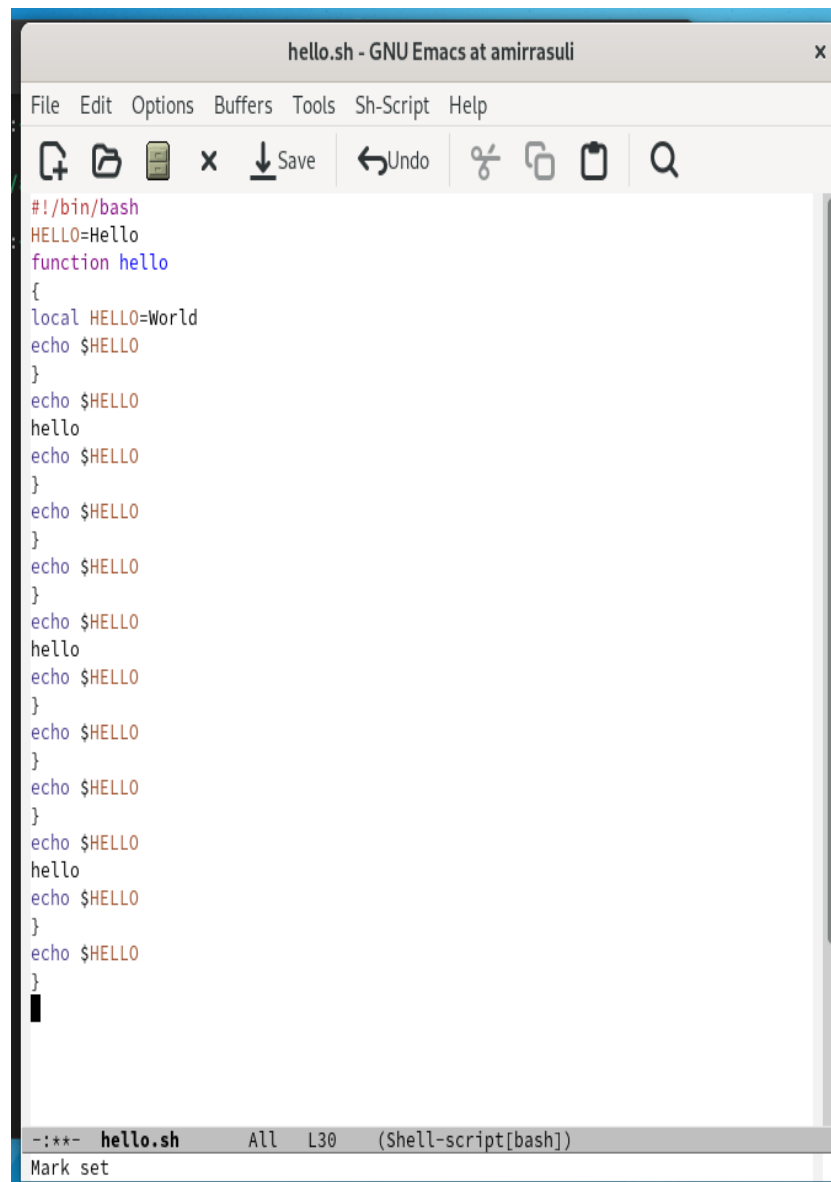 hello.sh - GNU Emacs at amirrasuli x
File Edit Options Buffers Tools Sh-Script Help
Save Undo
#!/bin/bash
HELLO=Hello
function hello
{
local HELLO=World
echo $HELLO
}
echo $HELLO
hello
echo $HELLO
}
echo $HELLO
}
echo $HELLO
}
echo $HELLO
hello
echo $HELLO
}
echo $HELLO
}
echo $HELLO
}
echo $HELLO
hello
echo $HELLO
}
echo $HELLO
}
-:**- hello.sh All L30 (Shell-script[bash])
Mark set